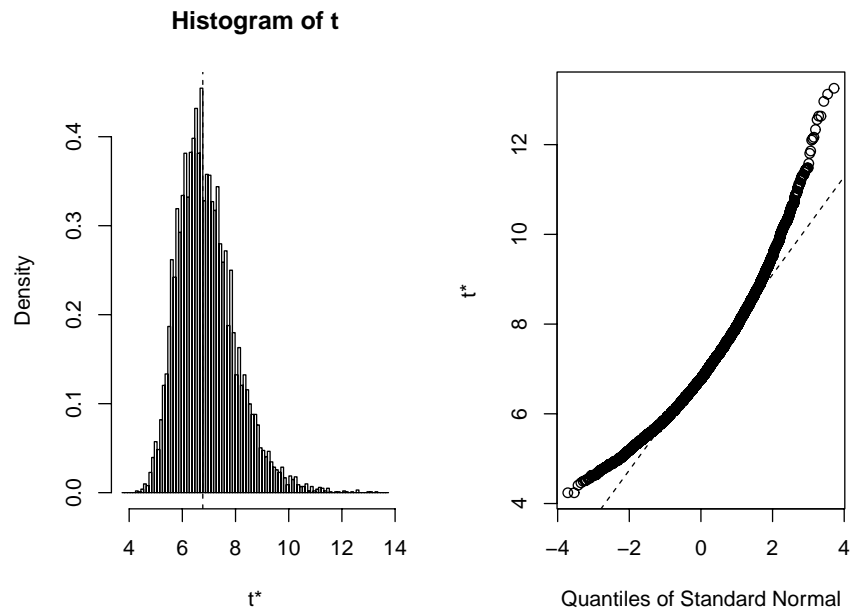 Histogram of t
Density
0.0 0.1 0.2 0.3 0.4
4 6 8 10 12 14
t*
t*
4 6 8 10 12
−4 −2 0 2 4
Quantiles of Standard Normal